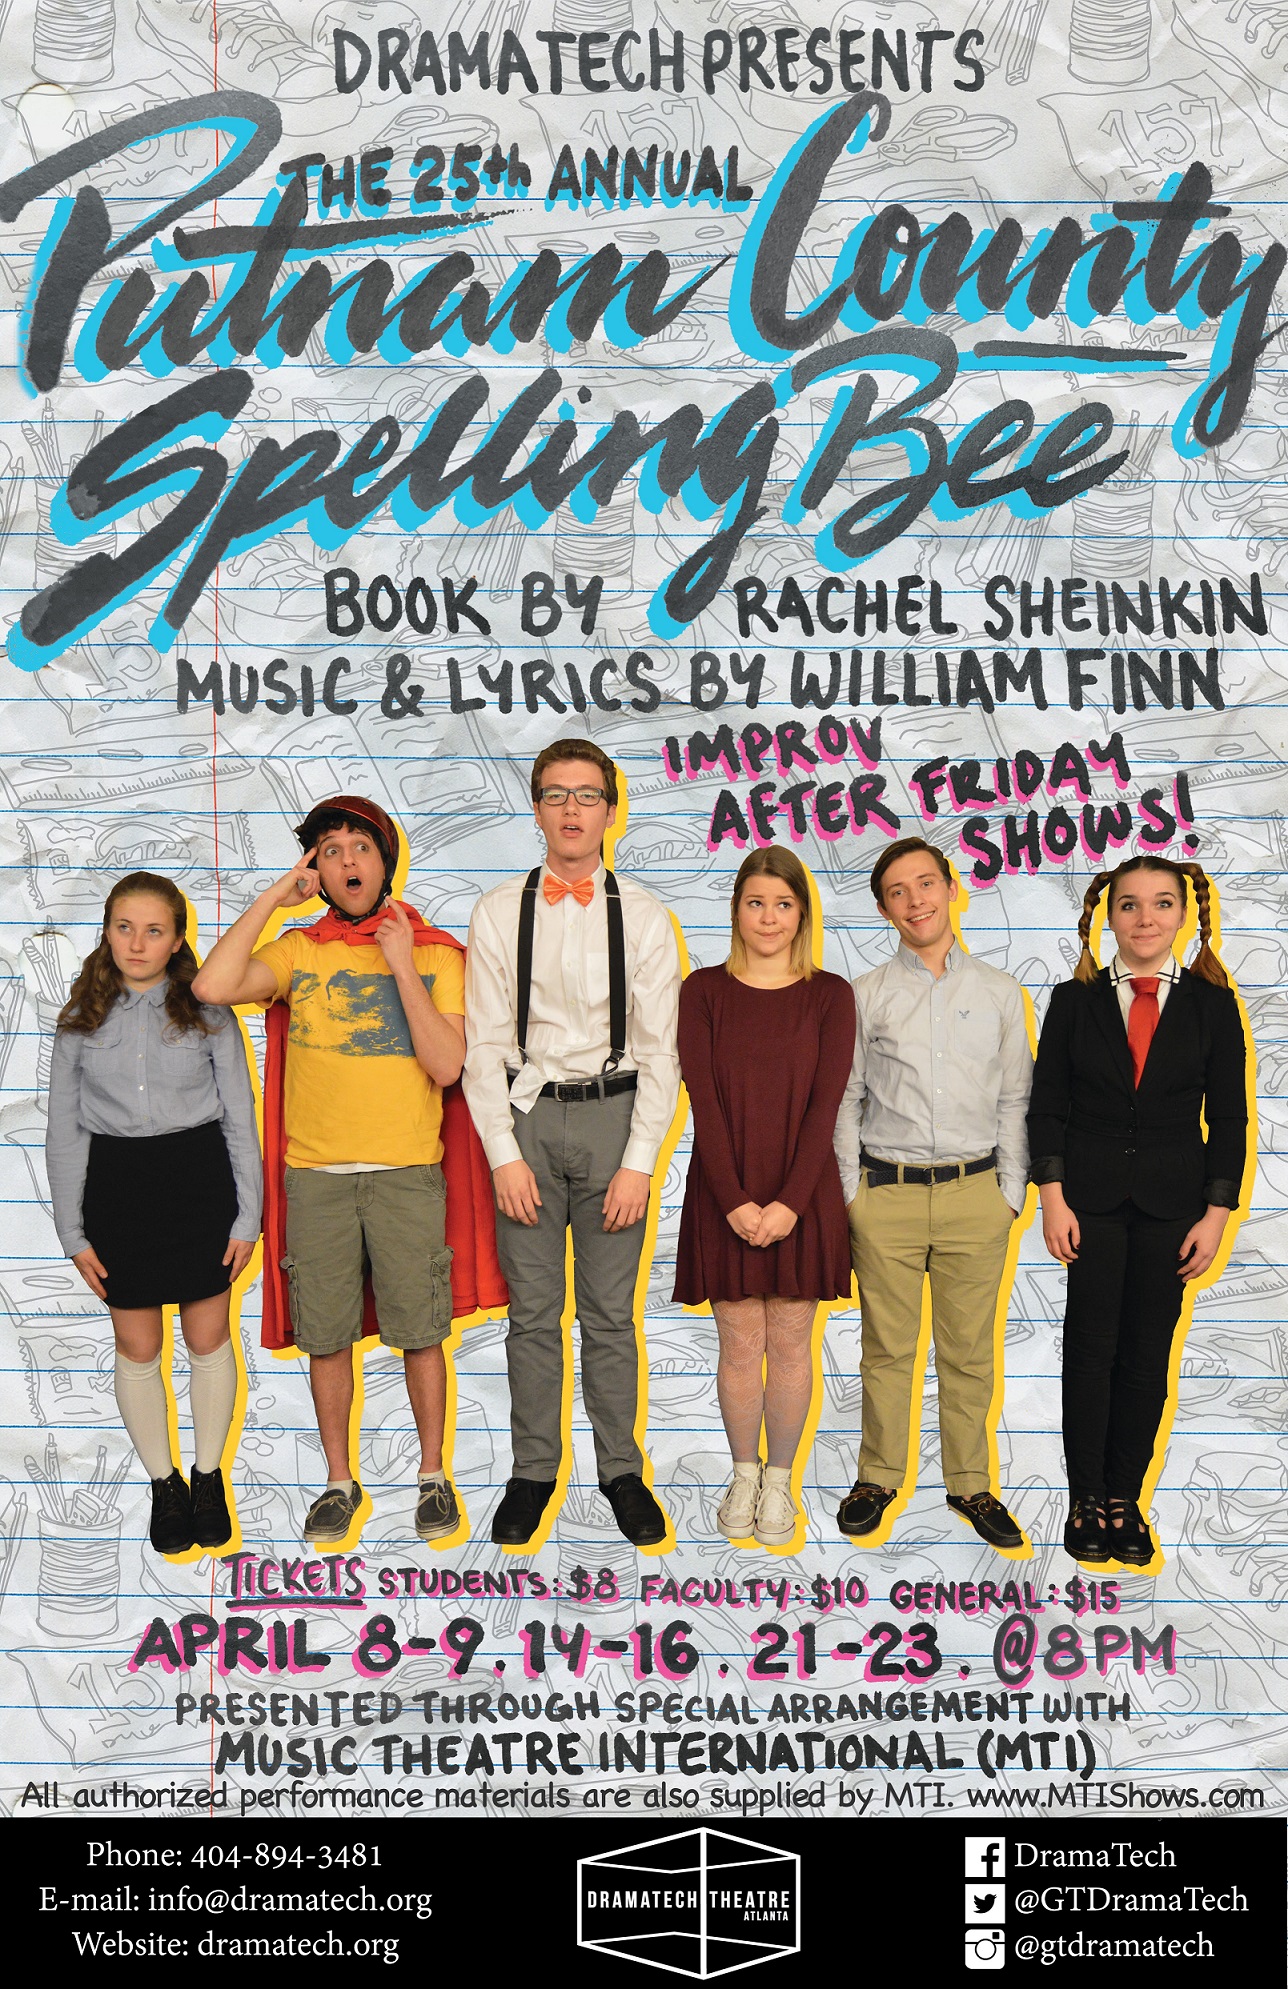 DRAMATECH PRESENTS
THE 25th ANNUAL
Putnam County
Spelling Bee
BOOK BY RACHEL SHEINKIN
MUSIC & LYRICS BY WILLIAM FINN
IMPROV
AFTER FRIDAY
SHOWS!
TICKETS STUDENTS: $8 FACULTY: $10 GENERAL: $15
APRIL 8-9. 14-16. 21-23. @8PM
PRESENTED THROUGH SPECIAL ARRANGEMENT WITH
MUSIC THEATRE INTERNATIONAL (MTI)
All authorized performance materials are also supplied by MTI. www.MTIShows.com
Phone: 404-894-3481
E-mail: info@dramatech.org
Website: dramatech.org
DRAMATECH THEATRE
ATLANTA
DramaTech
@GTDramaTech
@gtdramatech